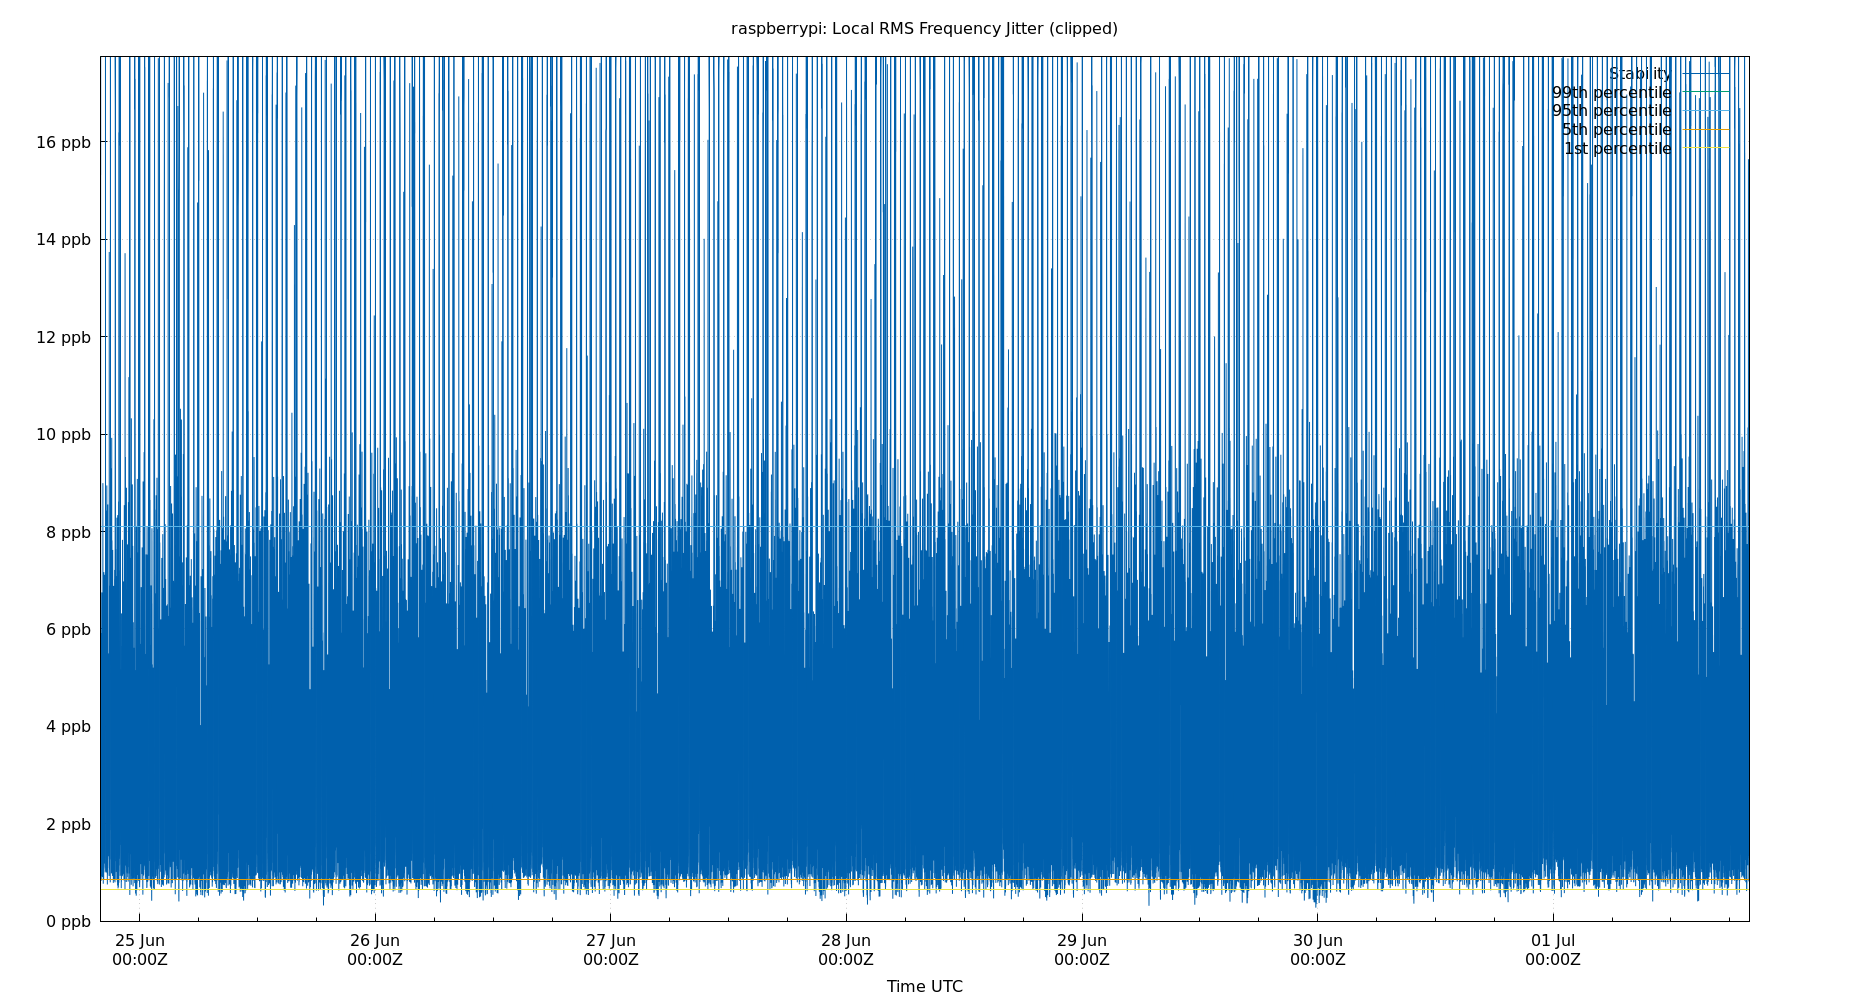 raspberrypi: Local RMS Frequency Jitter (clipped)
Stability
99th percentile
95th percentile
5th percentile
1st percentile
16 ppb
14 ppb
12 ppb
10 ppb
8 ppb
6 ppb
4 ppb
2 ppb
0 ppb
25 Jun 26 Jun 27 Jun 28 Jun 29 Jun 30 Jun 01 Jul
00:00Z 00:00Z 00:00Z 00:00Z 00:00Z 00:00Z 00:00Z
Time UTC